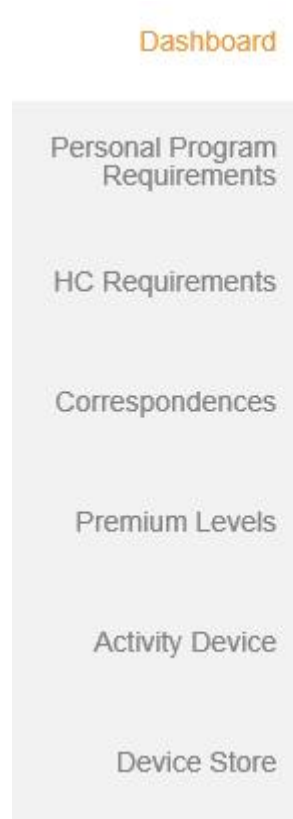 Dashboard
Personal Program
Requirements
HC Requirements
Correspondences
Premium Levels
Activity Device
Device Store